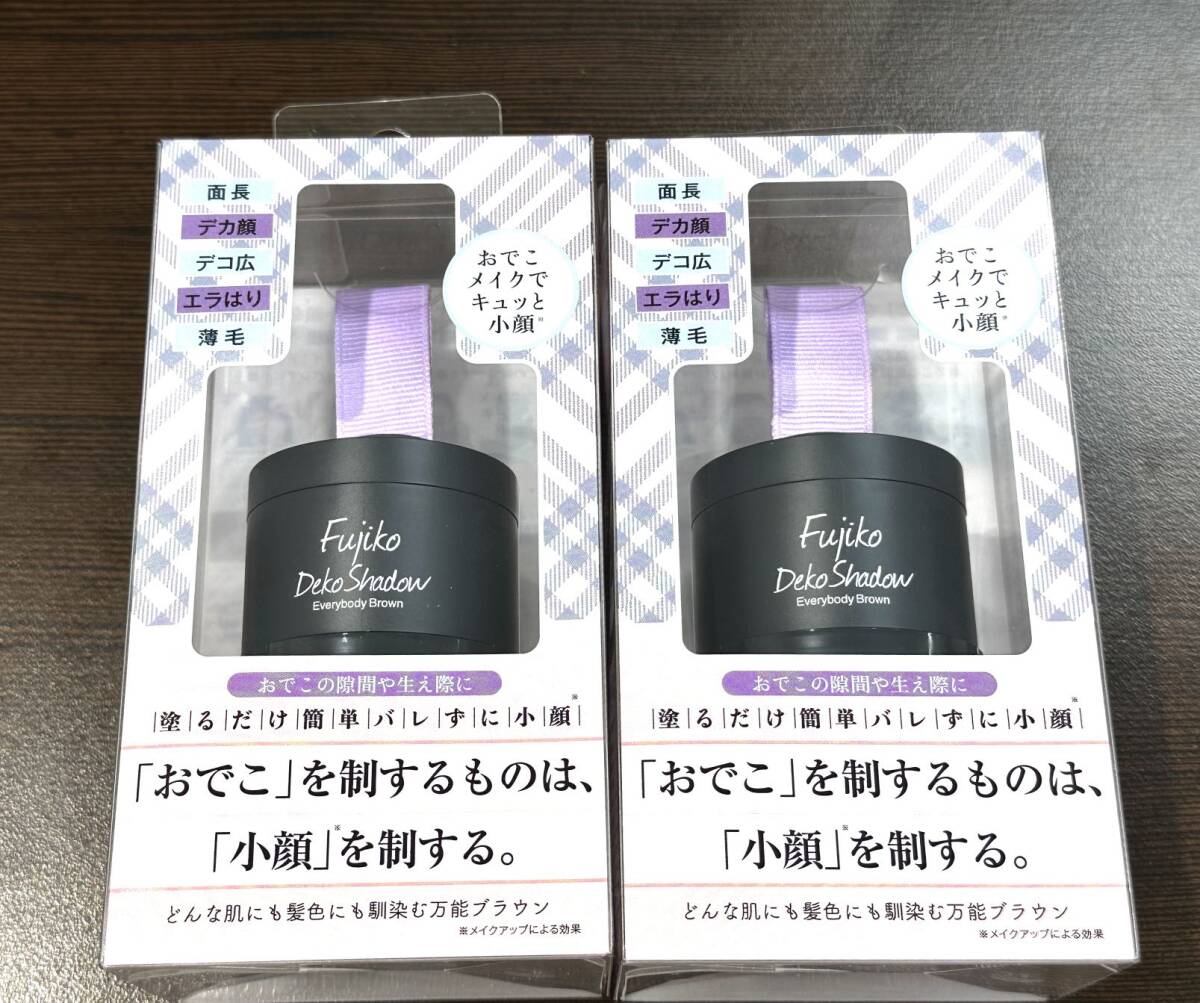 面長
デカ顔
デコ広
エラはり
薄毛
おでこ
メイクで
キュッと
小顔※
Fujiko
Deko Shadow
Everybody Brown
おでこの隙間や生え際に
塗るだけ簡単バレずに小顔※
「おでこ」を制するものは、
「小顔」※を制する。
どんな肌にも髪色にも馴染む万能ブラウン
※メイクアップによる効果
面長
デカ顔
デコ広
エラはり
薄毛
おでこ
メイクで
キュッと
小顔※
Fujiko
Deko Shadow
Everybody Brown
おでこの隙間や生え際に
塗るだけ簡単バレずに小顔※
「おでこ」を制するものは、
「小顔」※を制する。
どんな肌にも髪色にも馴染む万能ブラウン
※メイクアップによる効果